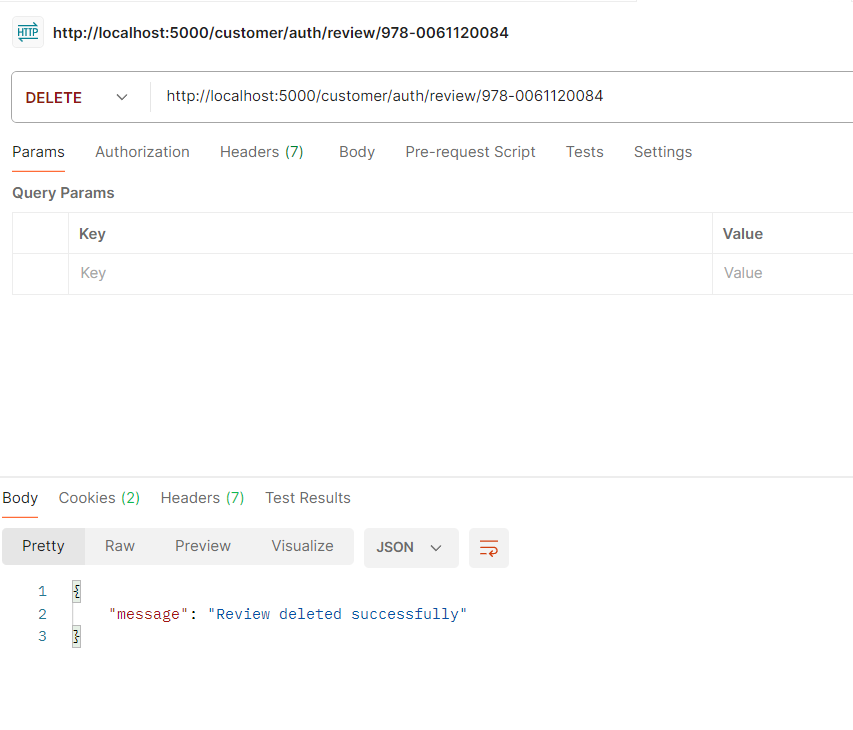 HTTP http://localhost:5000/customer/auth/review/978-0061120084
DELETE http://localhost:5000/customer/auth/review/978-0061120084
Params Authorization Headers (7) Body Pre-request Script Tests Settings
Query Params
Key Value
Key Value
Body Cookies (2) Headers (7) Test Results
Pretty Raw Preview Visualize JSON
1 {
2 "message": "Review deleted successfully"
3 }